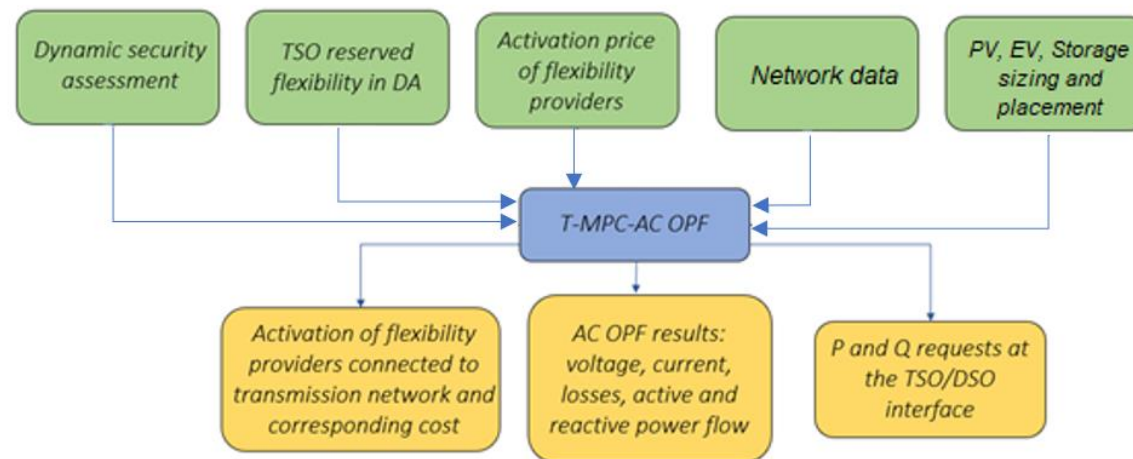 Dynamic security
assessment
TSO reserved
flexibility in DA
Activation price
of flexibility
providers
Network data
PV, EV, Storage
sizing and
placement
T-MPC-AC OPF
Activation of flexibility
providers connected to
transmission network and
corresponding cost
AC OPF results:
voltage, current,
losses, active and
reactive power flow
P and Q requests at
the TSO/DSO
interface